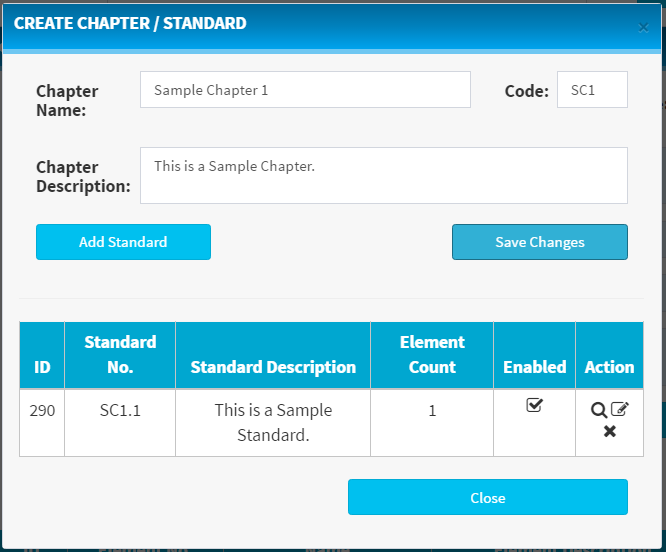 CREATE CHAPTER / STANDARD
×
Chapter Name:
Sample Chapter 1
Code:
SC1
Chapter Description:
This is a Sample Chapter.
Add Standard
Save Changes
ID
Standard No.
Standard Description
Element Count
Enabled
Action
290
SC1.1
This is a Sample
Standard.
1
Close